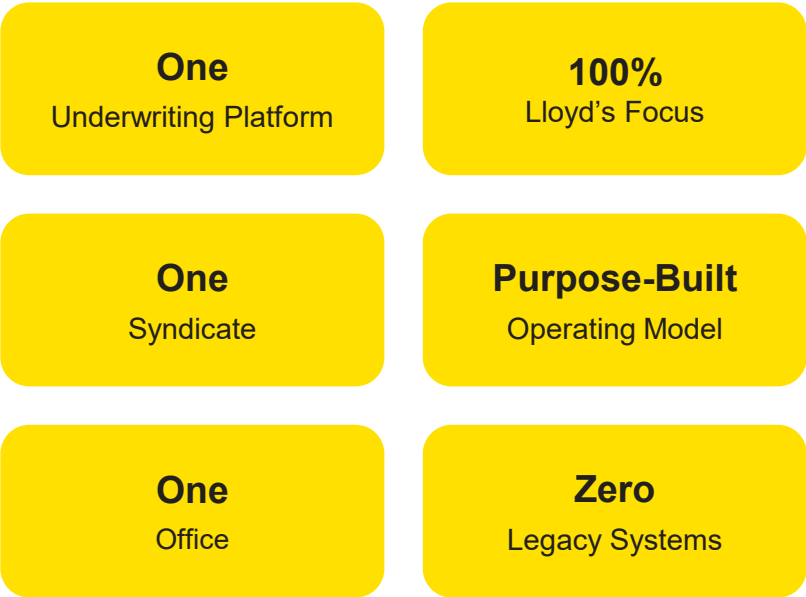 One
Underwriting Platform
100%
Lloyd’s Focus
One
Syndicate
Purpose-Built
Operating Model
One
Office
Zero
Legacy Systems